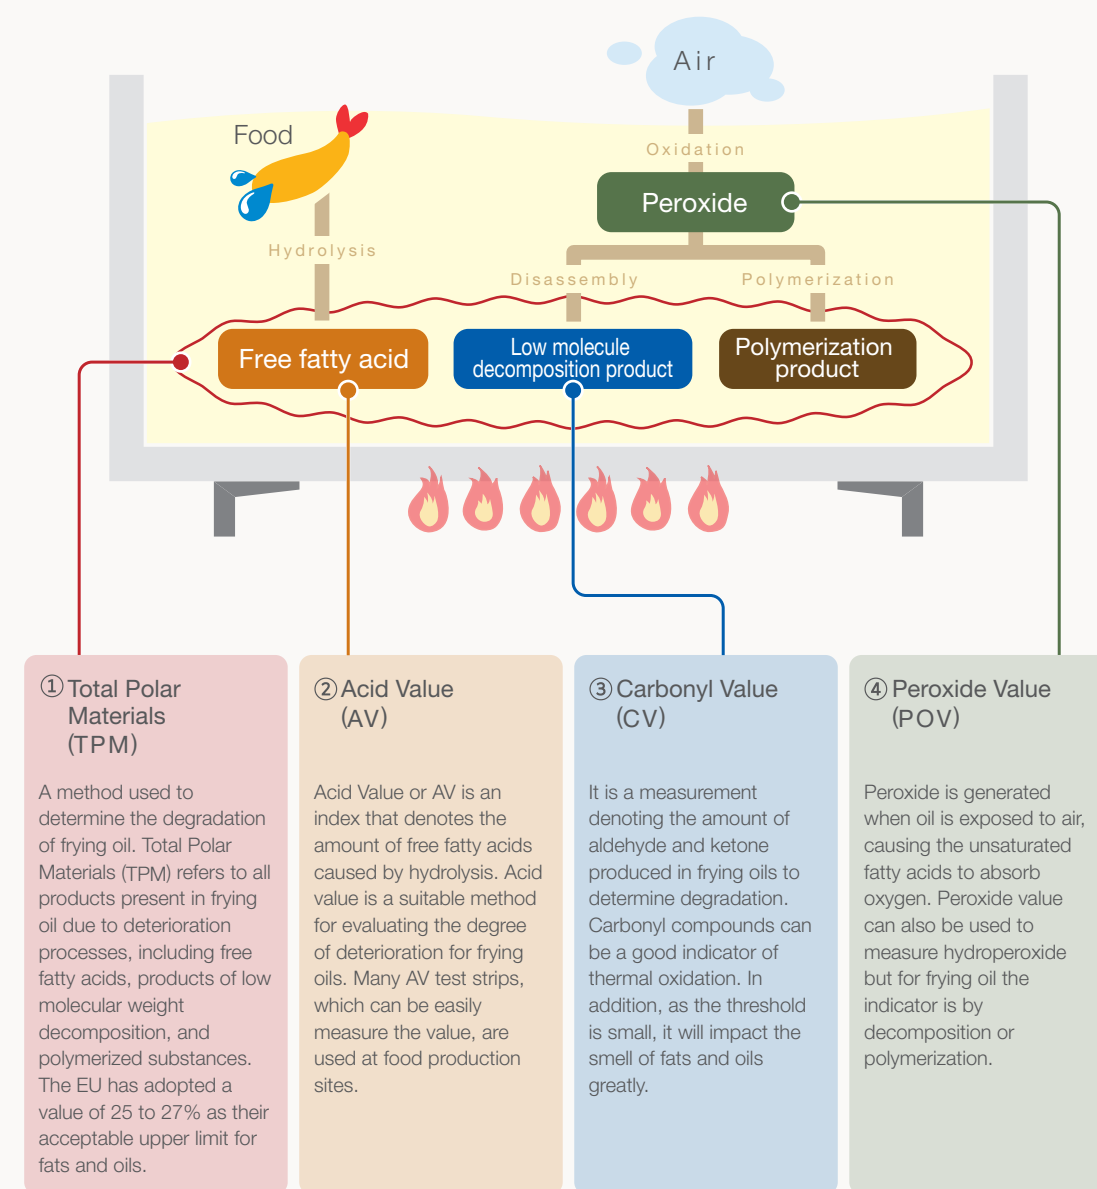 Air
Food
Oxidation
Peroxide
Hydrolysis
Disassembly
Polymerization
Free fatty acid
Low molecule
decomposition product
Polymerization
product
① Total Polar
Materials
(TPM)
A method used to
determine the degradation
of frying oil. Total Polar
Materials (TPM) refers to all
products present in frying
oil due to deterioration
processes, including free
fatty acids, products of low
molecular weight
decomposition, and
polymerized substances.
The EU has adopted a
value of 25 to 27% as their
acceptable upper limit for
fats and oils.
② Acid Value
(AV)
Acid Value or AV is an
index that denotes the
amount of free fatty acids
caused by hydrolysis. Acid
value is a suitable method
for evaluating the degree
of deterioration for frying
oils. Many AV test strips,
which can be easily
measure the value, are
used at food production
sites.
③ Carbonyl Value
(CV)
It is a measurement
denoting the amount of
aldehyde and ketone
produced in frying oils to
determine degradation.
Carbonyl compounds can
be a good indicator of
thermal oxidation. In
addition, as the threshold
is small, it will impact the
smell of fats and oils
greatly.
④ Peroxide Value
(POV)
Peroxide is generated
when oil is exposed to air,
causing the unsaturated
fatty acids to absorb
oxygen. Peroxide value
can also be used to
measure hydroperoxide
but for frying oil the
indicator is by
decomposition or
polymerization.